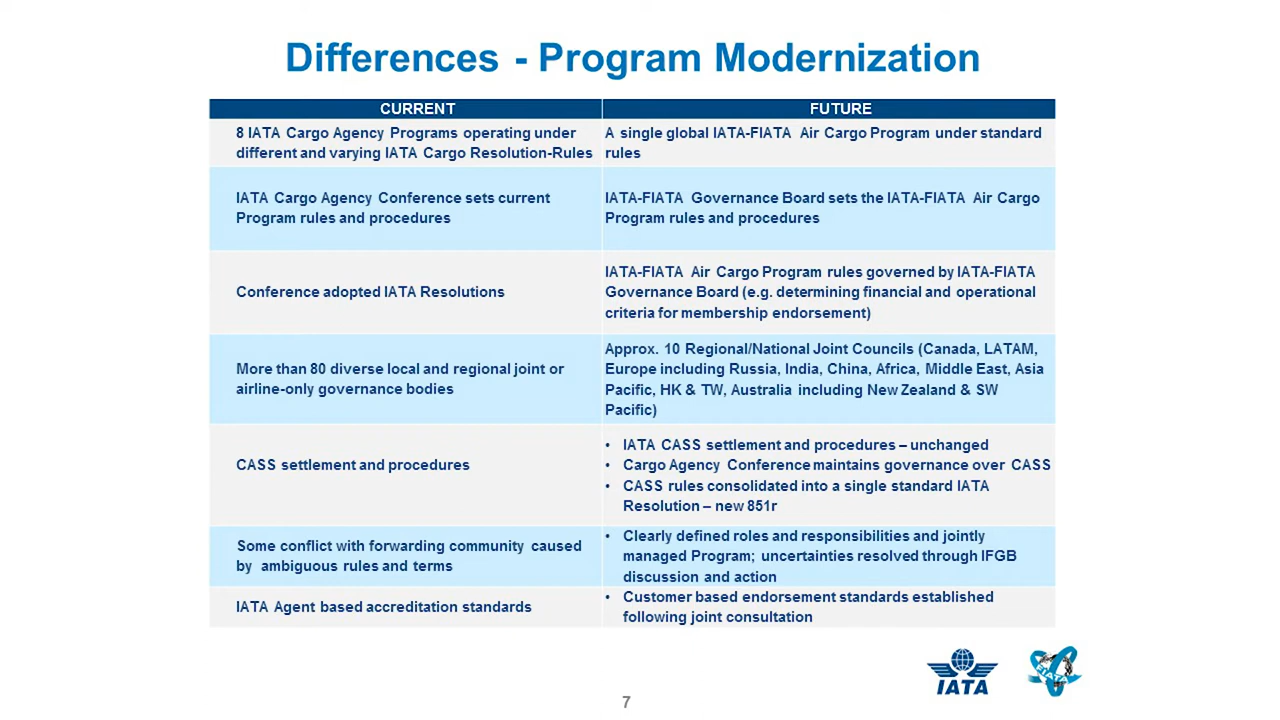 Differences - Program Modernization
CURRENT
FUTURE
8 IATA Cargo Agency Programs operating under
different and varying IATA Cargo Resolution-Rules
A single global IATA-FIATA Air Cargo Program under standard
rules
IATA Cargo Agency Conference sets current
Program rules and procedures
IATA-FIATA Governance Board sets the IATA-FIATA Air Cargo
Program rules and procedures
Conference adopted IATA Resolutions
IATA-FIATA Air Cargo Program rules governed by IATA-FIATA
Governance Board (e.g. determining financial and operational
criteria for membership endorsement)
More than 80 diverse local and regional joint or
airline-only governance bodies
Approx. 10 Regional/National Joint Councils (Canada, LATAM,
Europe including Russia, India, China, Africa, Middle East, Asia
Pacific, HK & TW, Australia including New Zealand & SW
Pacific)
CASS settlement and procedures
• IATA CASS settlement and procedures – unchanged
• Cargo Agency Conference maintains governance over CASS
• CASS rules consolidated into a single standard IATA
Resolution – new 851r
Some conflict with forwarding community caused
by ambiguous rules and terms
• Clearly defined roles and responsibilities and jointly
managed Program; uncertainties resolved through IFGB
discussion and action
IATA Agent based accreditation standards
• Customer based endorsement standards established
following joint consultation
IATA
FIATA
7